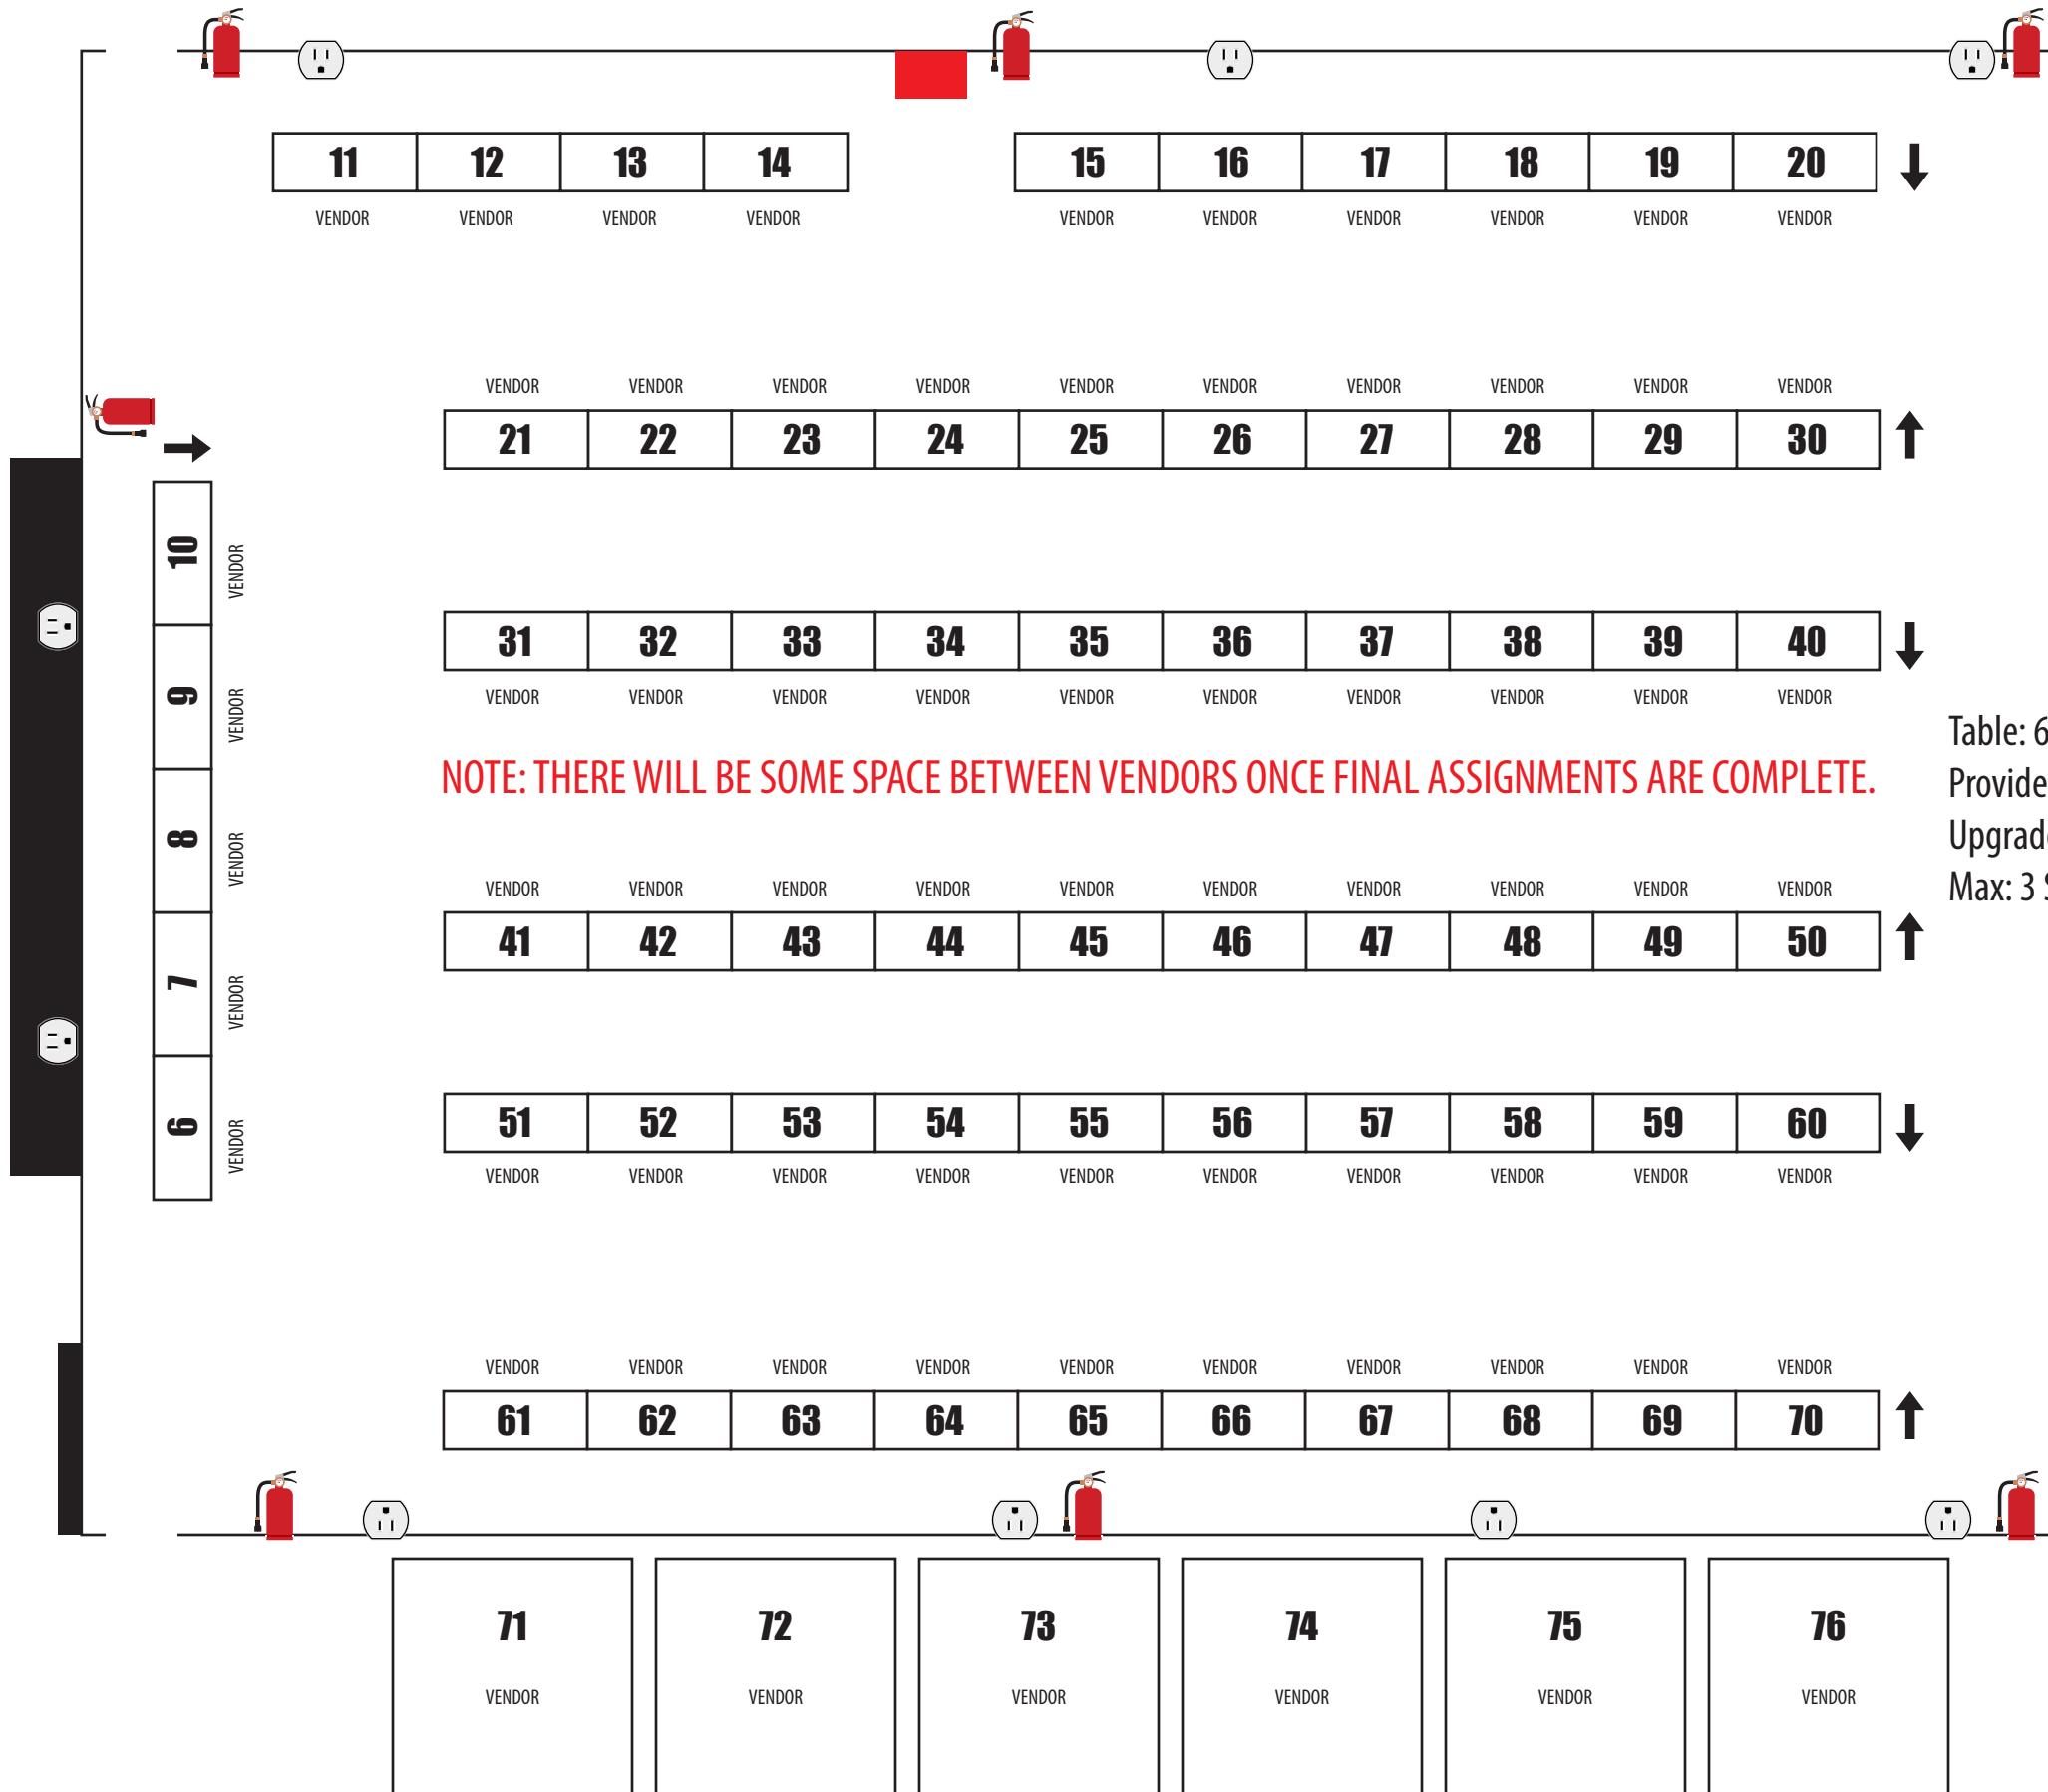 11 12 13 14 15 16 17 18 19 20
VENDOR VENDOR VENDOR VENDOR VENDOR VENDOR VENDOR VENDOR VENDOR VENDOR
VENDOR VENDOR VENDOR VENDOR VENDOR VENDOR VENDOR VENDOR VENDOR VENDOR
21 22 23 24 25 26 27 28 29 30
10 VENDOR
9 VENDOR
8 VENDOR
7 VENDOR
6 VENDOR
31 32 33 34 35 36 37 38 39 40
VENDOR VENDOR VENDOR VENDOR VENDOR VENDOR VENDOR VENDOR VENDOR VENDOR
NOTE: THERE WILL BE SOME SPACE BETWEEN VENDORS ONCE FINAL ASSIGNMENTS ARE COMPLETE.
Table: 6
Provide
Upgrad
Max: 3
VENDOR VENDOR VENDOR VENDOR VENDOR VENDOR VENDOR VENDOR VENDOR VENDOR
41 42 43 44 45 46 47 48 49 50
51 52 53 54 55 56 57 58 59 60
VENDOR VENDOR VENDOR VENDOR VENDOR VENDOR VENDOR VENDOR VENDOR VENDOR
VENDOR VENDOR VENDOR VENDOR VENDOR VENDOR VENDOR VENDOR VENDOR VENDOR
61 62 63 64 65 66 67 68 69 70
71 72 73 74 75 76
VENDOR VENDOR VENDOR VENDOR VENDOR VENDOR